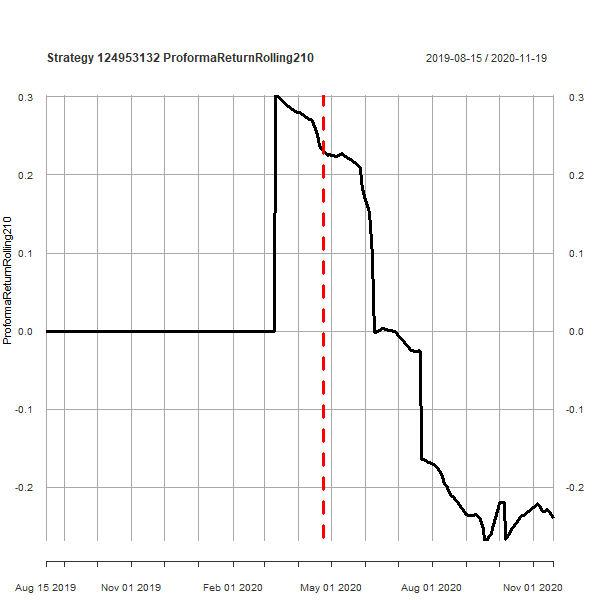 Strategy 124953132 ProformaReturnRolling210
2019-08-15 / 2020-11-19
ProformaReturnRolling210
0.3
0.2
0.1
0.0
-0.1
-0.2
0.3
0.2
0.1
0.0
-0.1
-0.2
Aug 15 2019
Nov 01 2019
Feb 01 2020
May 01 2020
Aug 01 2020
Nov 01 2020